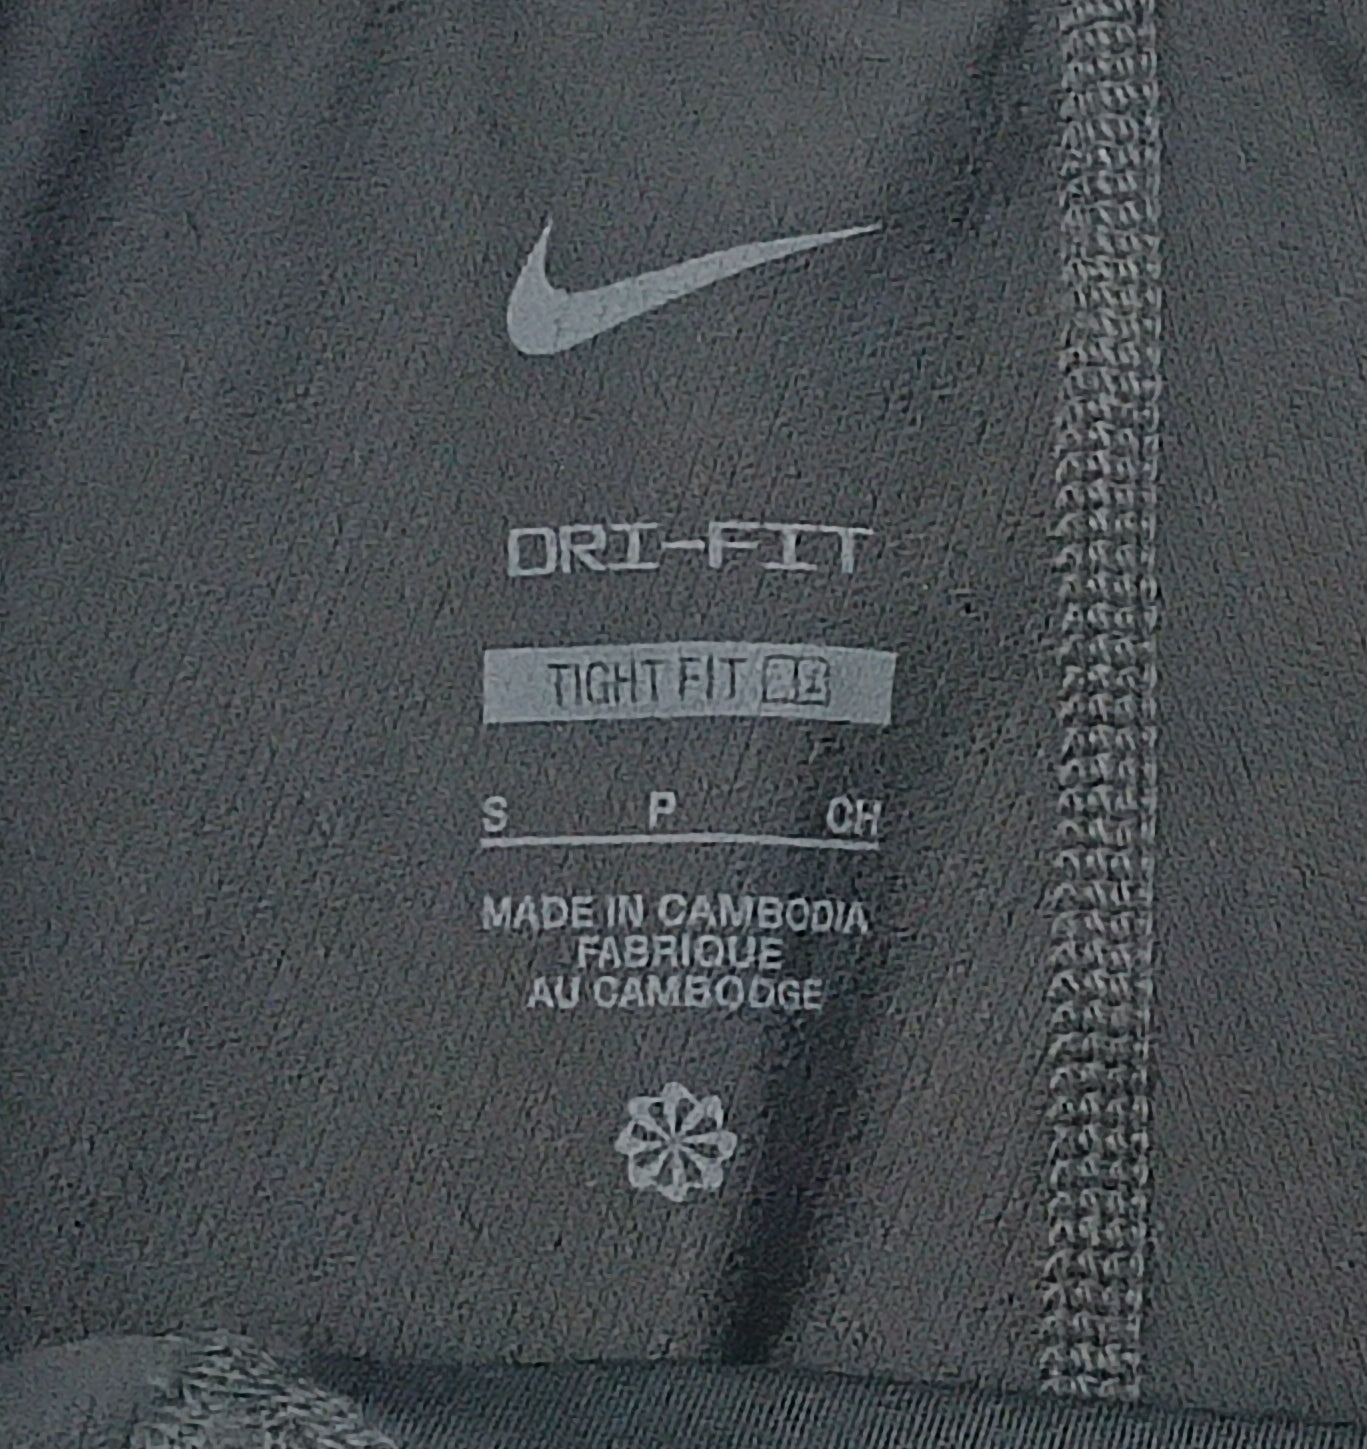 DRI-FIT
TIGHT FIT
S P CH
MADE IN CAMBODIA
FABRIQUE
AU CAMBODGE